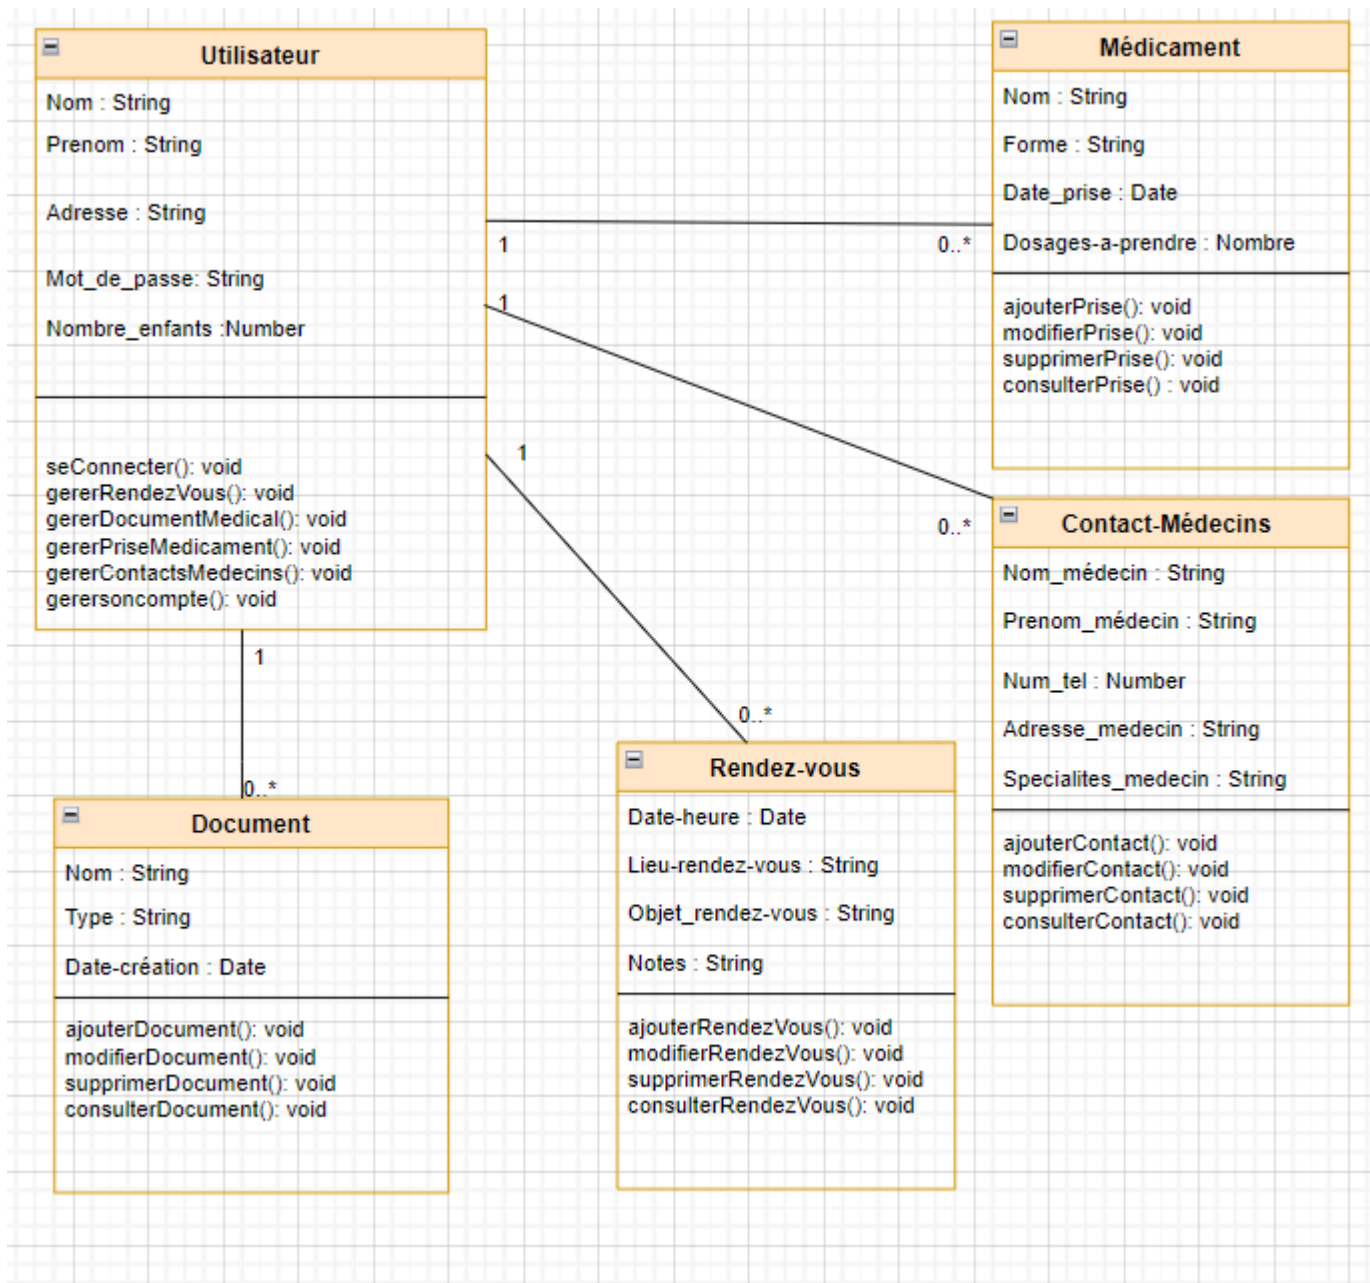 Utilisateur
Nom : String
Prenom : String
Adresse : String
Mot_de_passe: String
Nombre_enfants :Number
seConnecter(): void
gererRendezVous(): void
gererDocumentMedical(): void
gererPriseMedicament(): void
gererContactsMedecins(): void
gerersoncompte(): void
1
0..*
1
0..*
1
0..*
1
0..*
Médicament
Nom : String
Forme : String
Date_prise : Date
Dosages-a-prendre : Nombre
ajouterPrise(): void
modifierPrise(): void
supprimerPrise(): void
consulterPrise() : void
Contact-Médecins
Nom_médecin : String
Prenom_médecin : String
Num_tel : Number
Adresse_medecin : String
Specialites_medecin : String
ajouterContact(): void
modifierContact(): void
supprimerContact(): void
consulterContact(): void
Rendez-vous
Date-heure : Date
Lieu-rendez-vous : String
Objet_rendez-vous : String
Notes : String
ajouterRendezVous(): void
modifierRendezVous(): void
supprimerRendezVous(): void
consulterRendezVous(): void
Document
Nom : String
Type : String
Date-création : Date
ajouterDocument(): void
modifierDocument(): void
supprimerDocument(): void
consulterDocument(): void